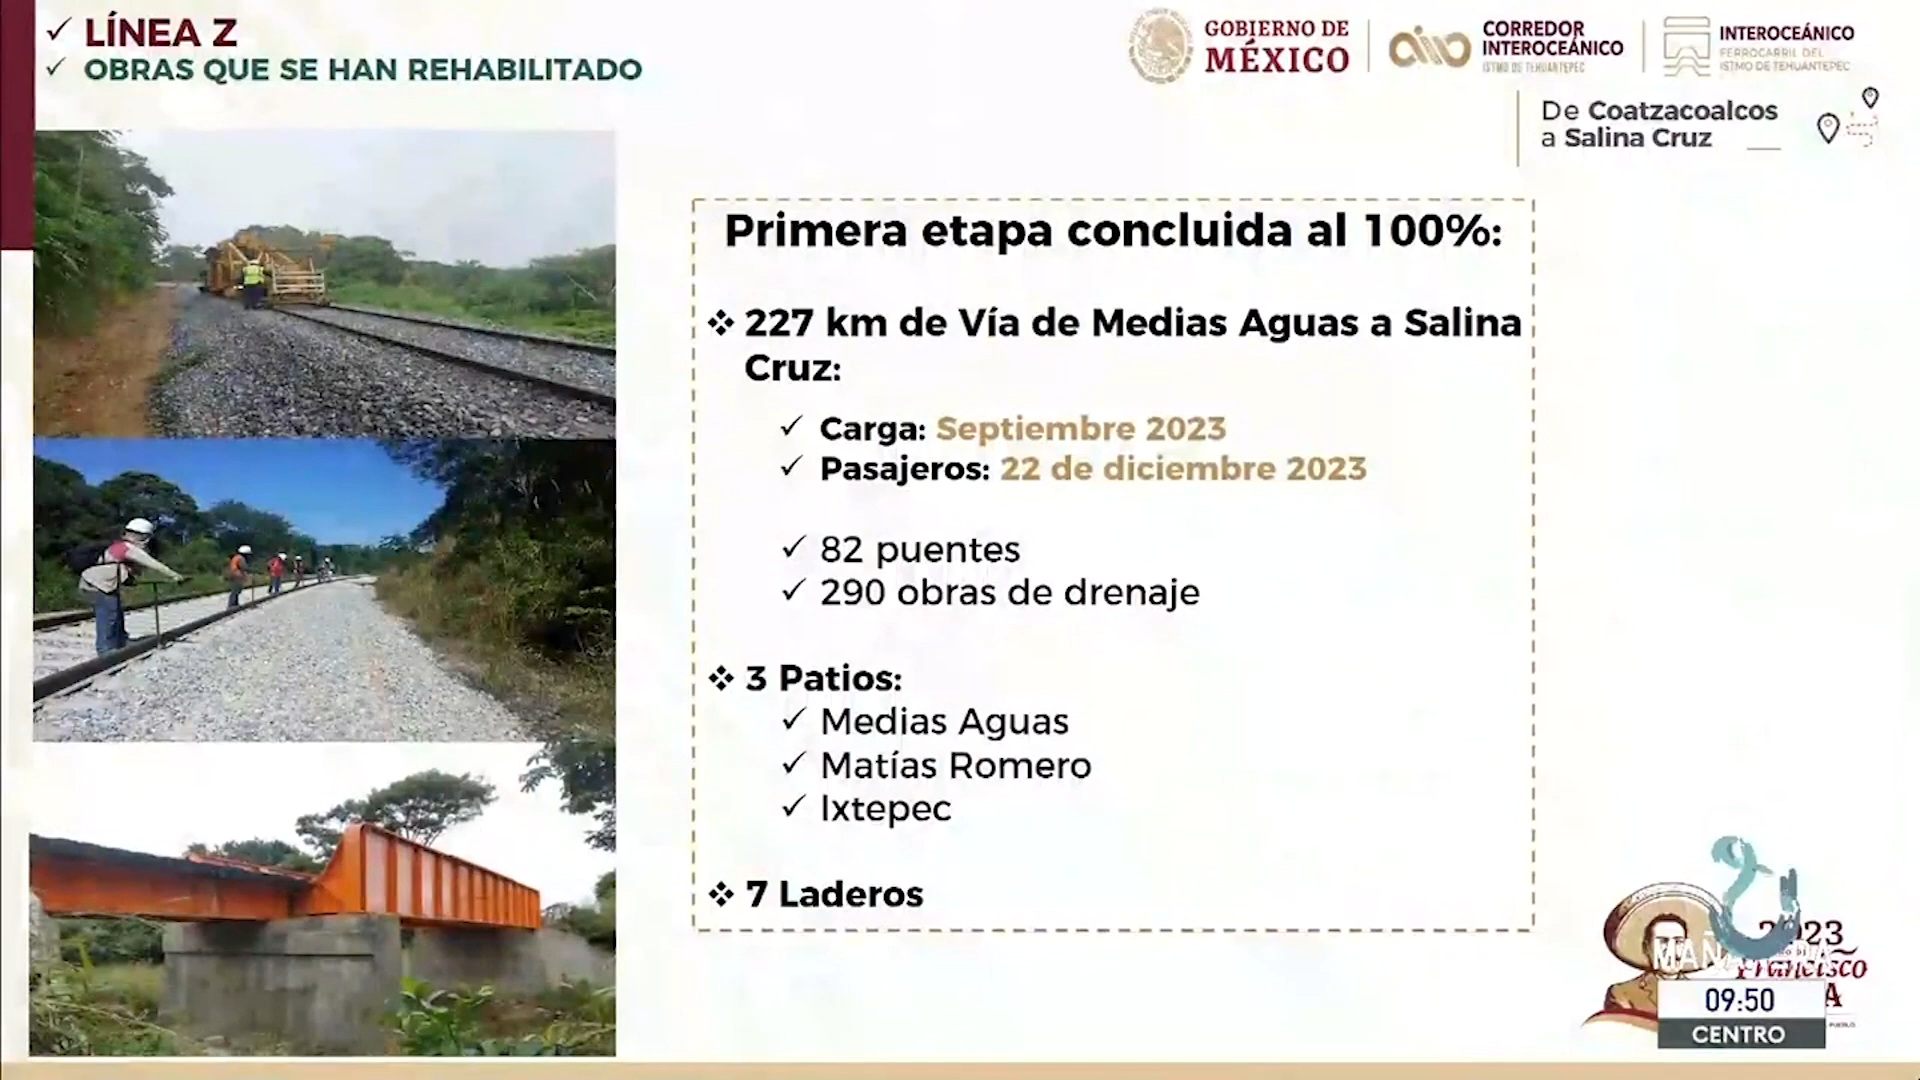 LÍNEA Z
OBRAS QUE SE HAN REHABILITADO
GOBIERNO DE
MÉXICO
CORREDOR
INTEROCEÁNICO
ISTMO DE TEHUANTEPEC
INTEROCEÁNICO
FERROCARRIL DEL
ISTMO DE TEHUANTEPEC
De Coatzacoalcos
a Salina Cruz
Primera etapa concluida al 100%:
❖ 227 km de Vía de Medias Aguas a Salina
Cruz:
✓ Carga: Septiembre 2023
✓ Pasajeros: 22 de diciembre 2023
✓ 82 puentes
✓ 290 obras de drenaje
❖ 3 Patios:
✓ Medias Aguas
✓ Matías Romero
✓ Ixtepec
❖ 7 Laderos
2023
Francisco
09:50
CENTRO